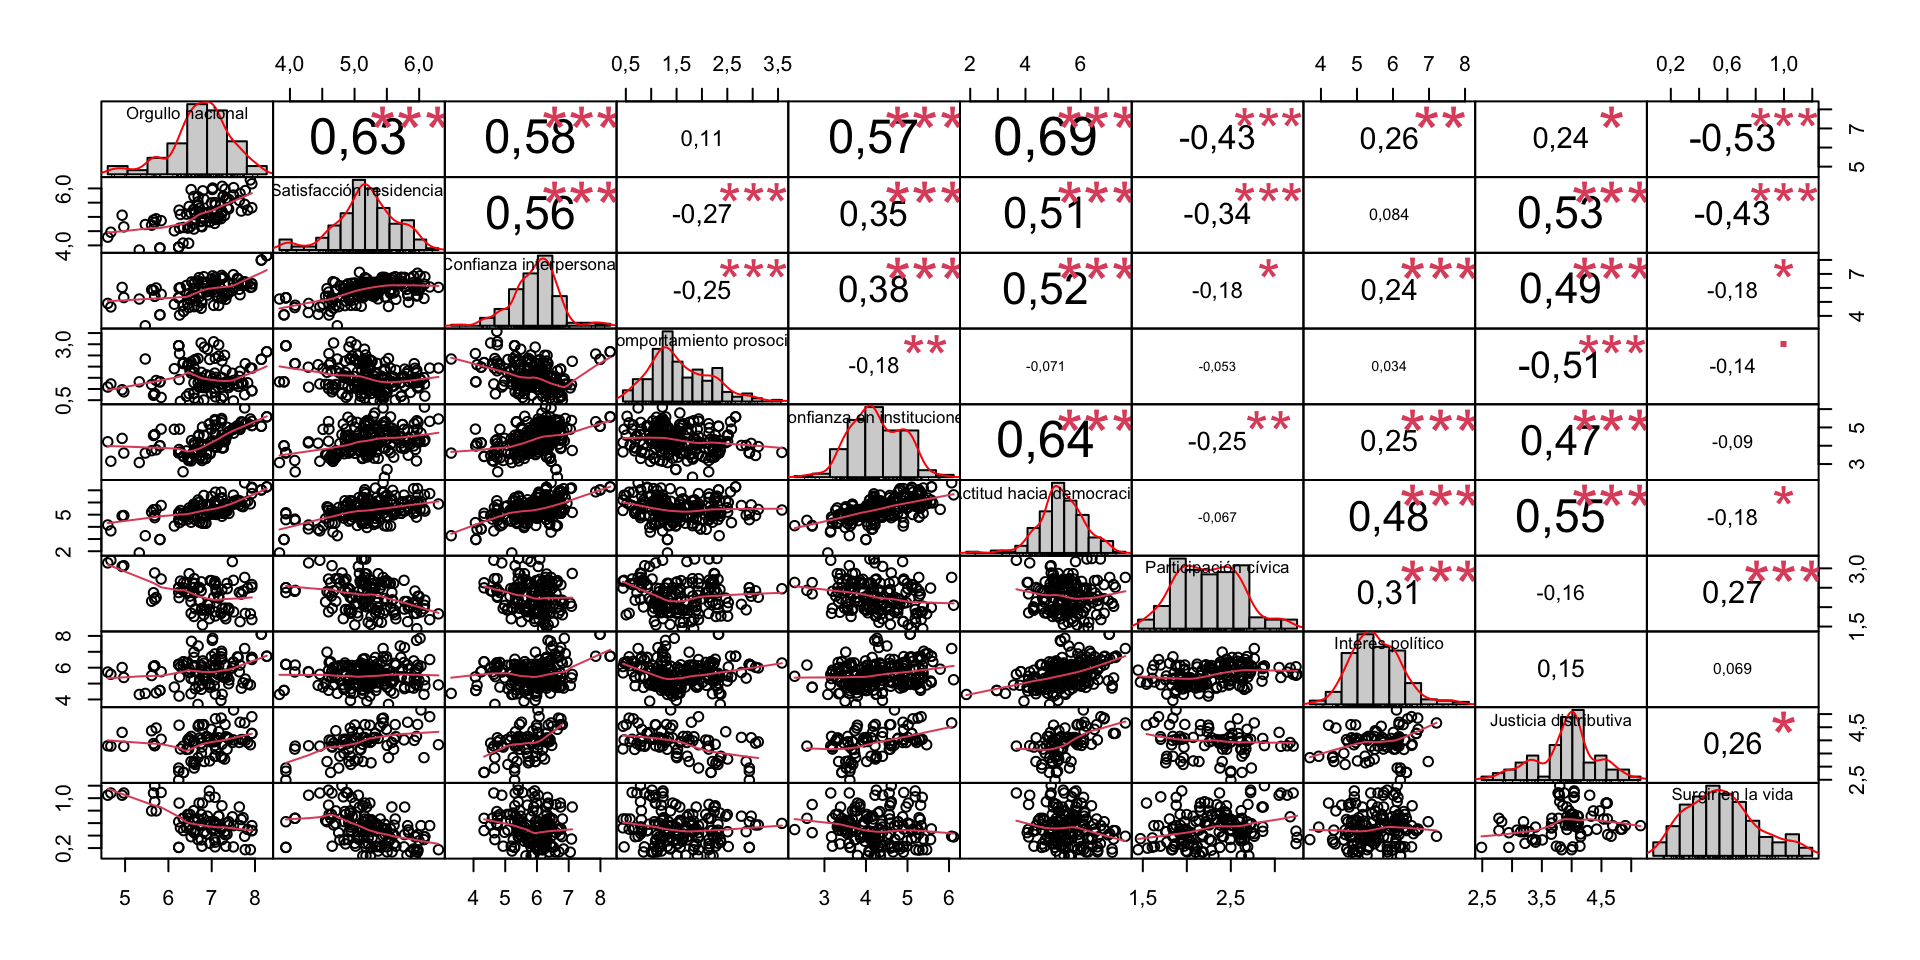 4,0 5,0 6,0 0,5 1,5 2,5 3,5 2 4 6 4 5 6 7 8 0,2 0,6 1,0
Orgullo nacional 0,63 *** 0,58 *** 0,11 0,57 *** 0,69 *** -0,43 *** 0,26 ** 0,24 * -0,53 *** 5 7
4,0 6,0 Satisfacción residencia 0,56 *** -0,27 *** 0,35 *** 0,51 *** -0,34 *** 0,084 0,53 *** -0,43 ***
Confianza interpersona -0,25 *** 0,38 *** 0,52 *** -0,18 * 0,24 *** 0,49 *** -0,18 * 4 7
0,5 3,0 omportamiento prosoci -0,18 ** -0,071 -0,053 0,034 -0,51 *** -0,14 .
onfianza en institucione 0,64 *** -0,25 ** 0,25 *** 0,47 *** -0,09 3 5
2 5 ctitud hacia democraci -0,067 0,48 *** 0,55 *** -0,18 *
Participación cívica 0,31 *** -0,16 0,27 *** 1,5 3,0
4 6 8 Interés político 0,15 0,069
Justicia distributiva 0,26 * 2,5 4,5
0,2 1,0 Surgir en la vida
5 6 7 8 4 5 6 7 8 3 4 5 6 1,5 2,5 2,5 3,5 4,5